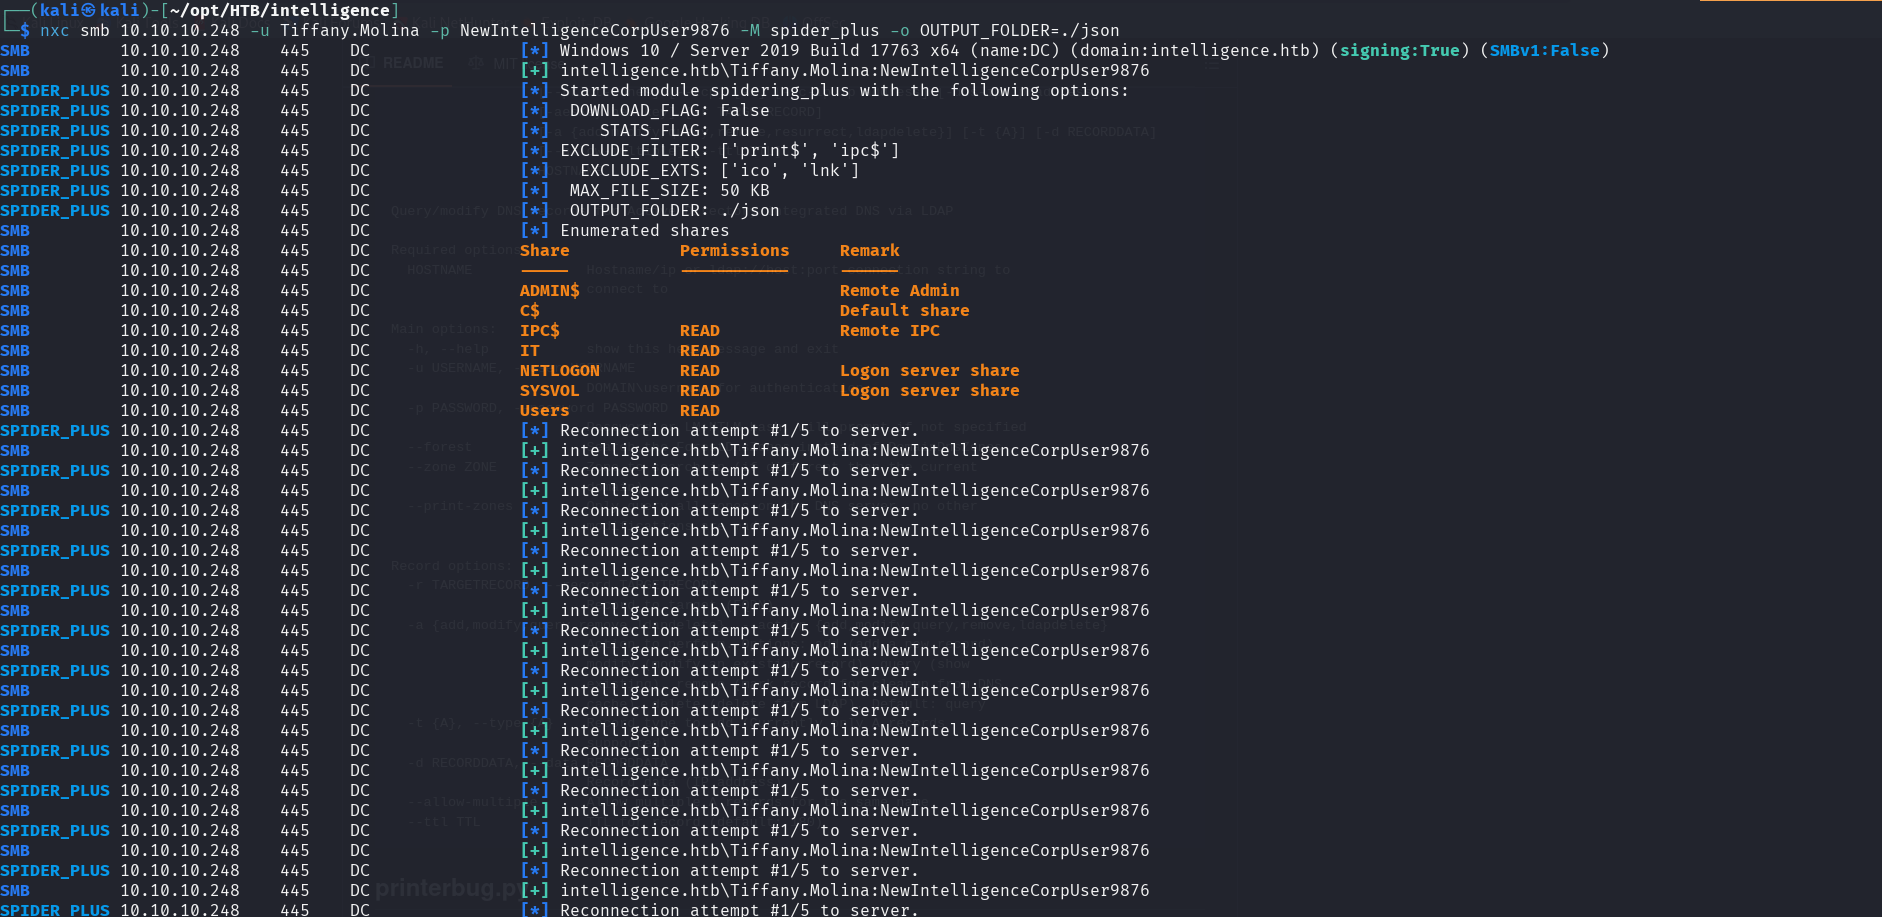 ┌──(kali㉿kali)-[~/opt/HTB/intelligence]
└─$ nxc smb 10.10.10.248 -u Tiffany.Molina -p NewIntelligenceCorpUser9876 -M spider_plus -o OUTPUT_FOLDER=./json
SMB 10.10.10.248 445 DC [*] Windows 10 / Server 2019 Build 17763 x64 (name:DC) (domain:intelligence.htb) (signing:True) (SMBv1:False)
SMB 10.10.10.248 445 DC [+] intelligence.htb\Tiffany.Molina:NewIntelligenceCorpUser9876
SPIDER_PLUS 10.10.10.248 445 DC [*] Started module spidering_plus with the following options:
SPIDER_PLUS 10.10.10.248 445 DC [*] DOWNLOAD_FLAG: False
SPIDER_PLUS 10.10.10.248 445 DC [*] STATS_FLAG: True
SPIDER_PLUS 10.10.10.248 445 DC [*] EXCLUDE_FILTER: ['print$', 'ipc$']
SPIDER_PLUS 10.10.10.248 445 DC [*] EXCLUDE_EXTS: ['ico', 'lnk']
SPIDER_PLUS 10.10.10.248 445 DC [*] MAX_FILE_SIZE: 50 KB
SPIDER_PLUS 10.10.10.248 445 DC [*] OUTPUT_FOLDER: ./json
SMB 10.10.10.248 445 DC [*] Enumerated shares
SMB 10.10.10.248 445 DC Share Permissions Remark
SMB 10.10.10.248 445 DC ----- ----------- ------
SMB 10.10.10.248 445 DC ADMIN$ Remote Admin
SMB 10.10.10.248 445 DC C$ Default share
SMB 10.10.10.248 445 DC IPC$ READ Remote IPC
SMB 10.10.10.248 445 DC IT READ
SMB 10.10.10.248 445 DC NETLOGON READ Logon server share
SMB 10.10.10.248 445 DC SYSVOL READ Logon server share
SMB 10.10.10.248 445 DC Users READ
SPIDER_PLUS 10.10.10.248 445 DC [*] Reconnection attempt #1/5 to server.
SMB 10.10.10.248 445 DC [+] intelligence.htb\Tiffany.Molina:NewIntelligenceCorpUser9876
SPIDER_PLUS 10.10.10.248 445 DC [*] Reconnection attempt #1/5 to server.
SMB 10.10.10.248 445 DC [+] intelligence.htb\Tiffany.Molina:NewIntelligenceCorpUser9876
SPIDER_PLUS 10.10.10.248 445 DC [*] Reconnection attempt #1/5 to server.
SMB 10.10.10.248 445 DC [+] intelligence.htb\Tiffany.Molina:NewIntelligenceCorpUser9876
SPIDER_PLUS 10.10.10.248 445 DC [*] Reconnection attempt #1/5 to server.
SMB 10.10.10.248 445 DC [+] intelligence.htb\Tiffany.Molina:NewIntelligenceCorpUser9876
SPIDER_PLUS 10.10.10.248 445 DC [*] Reconnection attempt #1/5 to server.
SMB 10.10.10.248 445 DC [+] intelligence.htb\Tiffany.Molina:NewIntelligenceCorpUser9876
SPIDER_PLUS 10.10.10.248 445 DC [*] Reconnection attempt #1/5 to server.
SMB 10.10.10.248 445 DC [+] intelligence.htb\Tiffany.Molina:NewIntelligenceCorpUser9876
SPIDER_PLUS 10.10.10.248 445 DC [*] Reconnection attempt #1/5 to server.
SMB 10.10.10.248 445 DC [+] intelligence.htb\Tiffany.Molina:NewIntelligenceCorpUser9876
SPIDER_PLUS 10.10.10.248 445 DC [*] Reconnection attempt #1/5 to server.
SMB 10.10.10.248 445 DC [+] intelligence.htb\Tiffany.Molina:NewIntelligenceCorpUser9876
SPIDER_PLUS 10.10.10.248 445 DC [*] Reconnection attempt #1/5 to server.
SMB 10.10.10.248 445 DC [+] intelligence.htb\Tiffany.Molina:NewIntelligenceCorpUser9876
SPIDER_PLUS 10.10.10.248 445 DC [*] Reconnection attempt #1/5 to server.
SMB 10.10.10.248 445 DC [+] intelligence.htb\Tiffany.Molina:NewIntelligenceCorpUser9876
SPIDER_PLUS 10.10.10.248 445 DC [*] Reconnection attempt #1/5 to server.
SMB 10.10.10.248 445 DC [+] intelligence.htb\Tiffany.Molina:NewIntelligenceCorpUser9876
SPIDER_PLUS 10.10.10.248 445 DC [*] Reconnection attempt #1/5 to server.
SMB 10.10.10.248 445 DC [+] intelligence.htb\Tiffany.Molina:NewIntelligenceCorpUser9876
SPIDER_PLUS 10.10.10.248 445 DC [*] Reconnection attempt #1/5 to server.